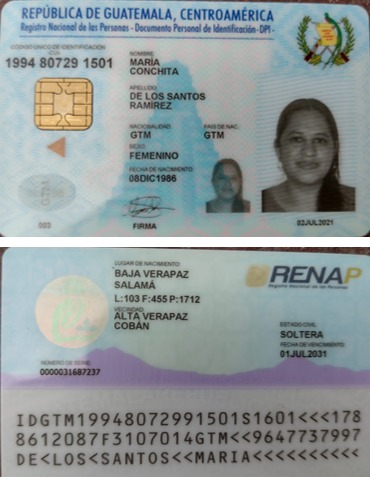 REPÚBLICA DE GUATEMALA, CENTROAMÉRICA
Registro Nacional de las Personas - Documento Personal de Identificación - DPI -
CÓDIGO ÚNICO DE IDENTIFICACIÓN
CUI
1994 80729 1501
NOMBRE
MARÍA
CONCHITA
APELLIDO
DE LOS SANTOS
RAMÍREZ
NACIONALIDAD
GTM
PAIS DE NAC.
GTM
SEXO
FEMENINO
FECHA DE NACIMIENTO
08DIC1986
GTM
003
FIRMA
02JUL2021
LUGAR DE NACIMIENTO
BAJA VERAPAZ
SALAMÁ
L:103 F:455 P:1712
VECINDAD
ALTA VERAPAZ
COBÁN
RENAP
Registro Nacional de las Personas
ESTADO CIVIL
SOLTERA
FECHA DE VENCIMIENTO
01JUL2031
NÚMERO DE SERIE
0000031687237
IDGTM19948072991501S1601<<<178
8612087F3107014GTM<<9647737997
DE<LOS<SANTOS<<MARIA<<<<<<<<<<